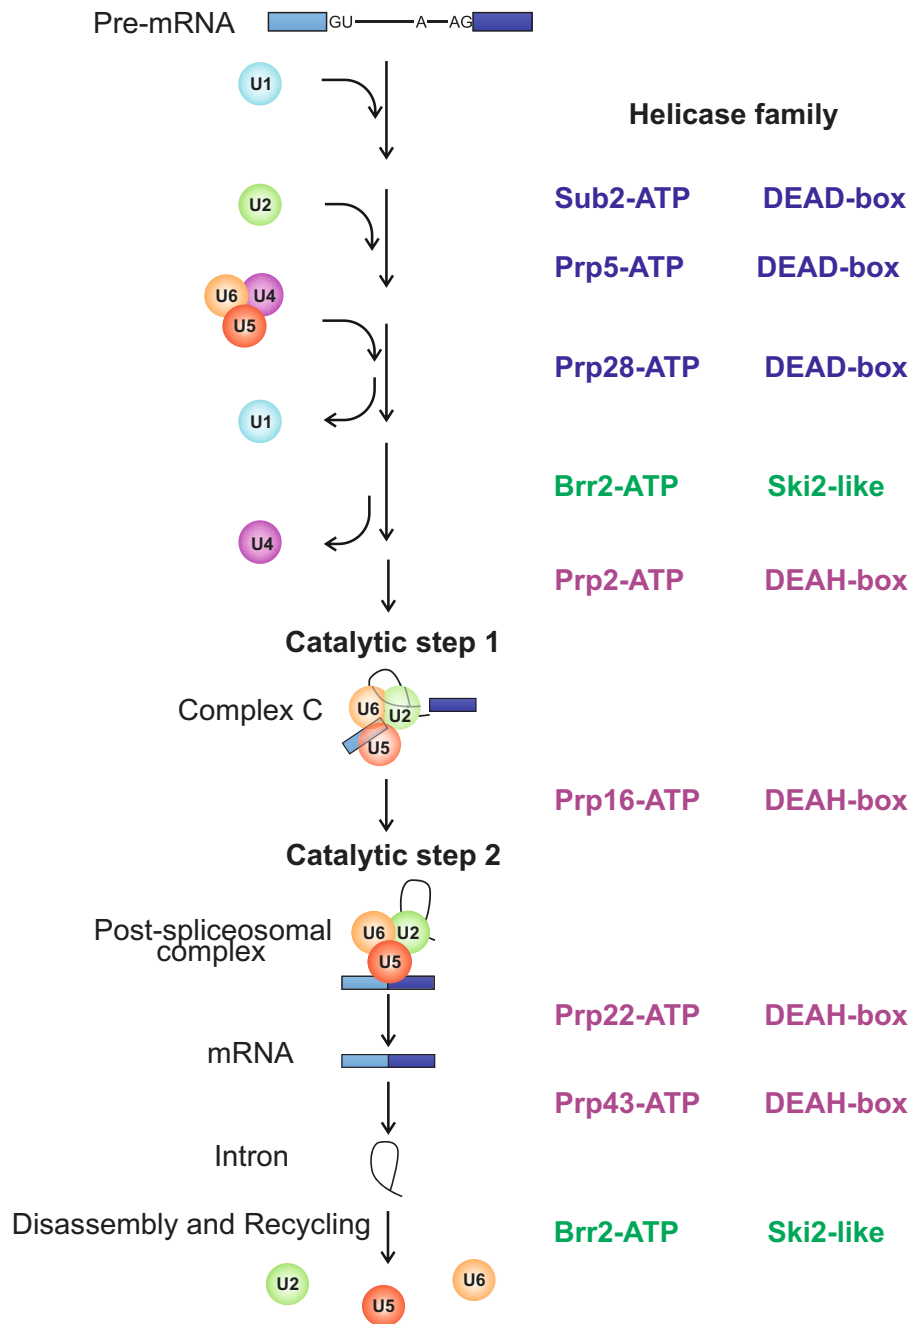 Pre-mRNA GU A AG
U1
Helicase family
U2
Sub2-ATP DEAD-box
Prp5-ATP DEAD-box
U6 U4
U5
Prp28-ATP DEAD-box
U1
Brr2-ATP Ski2-like
U4
Prp2-ATP DEAH-box
Catalytic step 1
Complex C
U6 U2
U5
Prp16-ATP DEAH-box
Catalytic step 2
Post-spliceosomal
complex
U6 U2
U5
Prp22-ATP DEAH-box
mRNA
Prp43-ATP DEAH-box
Intron
Disassembly and Recycling
Brr2-ATP Ski2-like
U2 U6
U5